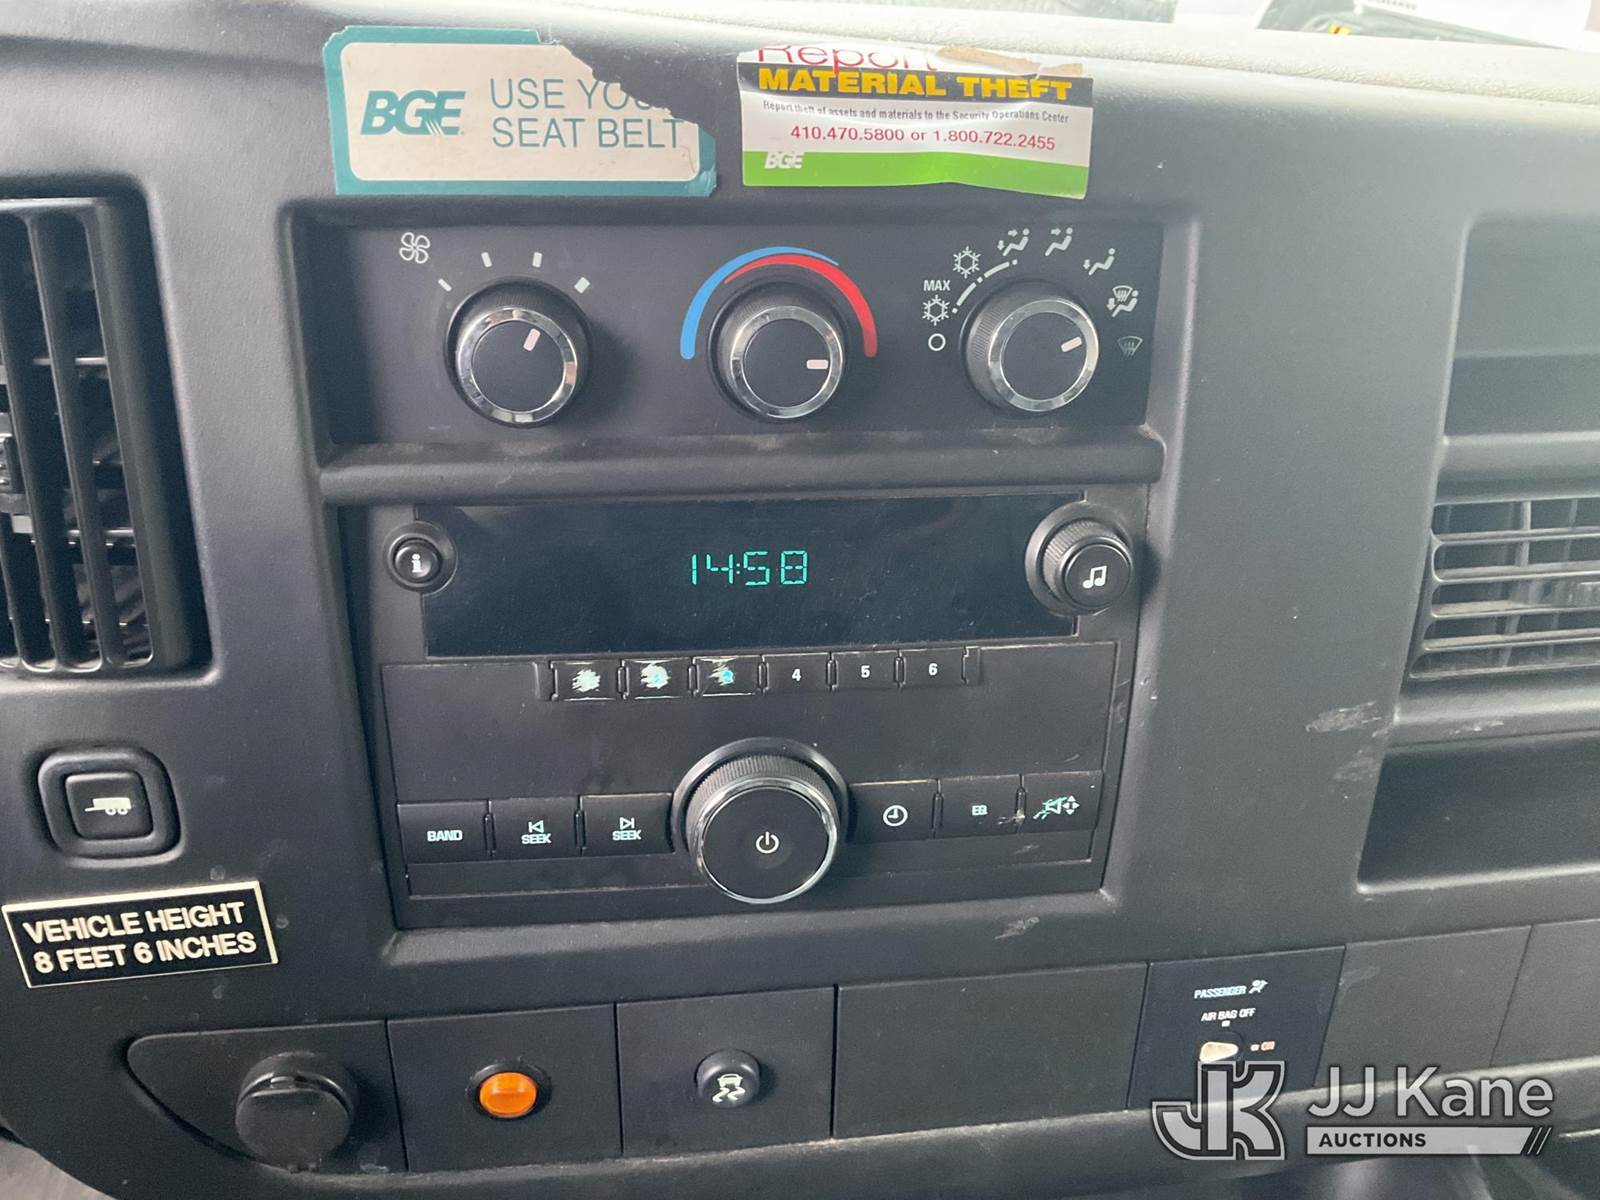 BGE
USE YOU
SEAT BELT
Report
MATERIAL THEFT
Report theft of assets and materials to the Security Operations Center
410.470.5800 or 1.800.722.2455
BGE
MAX
14:58
4
5
6
BAND
SEEK
SEEK
EQ
VEHICLE HEIGHT
8 FEET 6 INCHES
PASSENGER
AIR BAG OFF
JK
JJ Kane
AUCTIONS